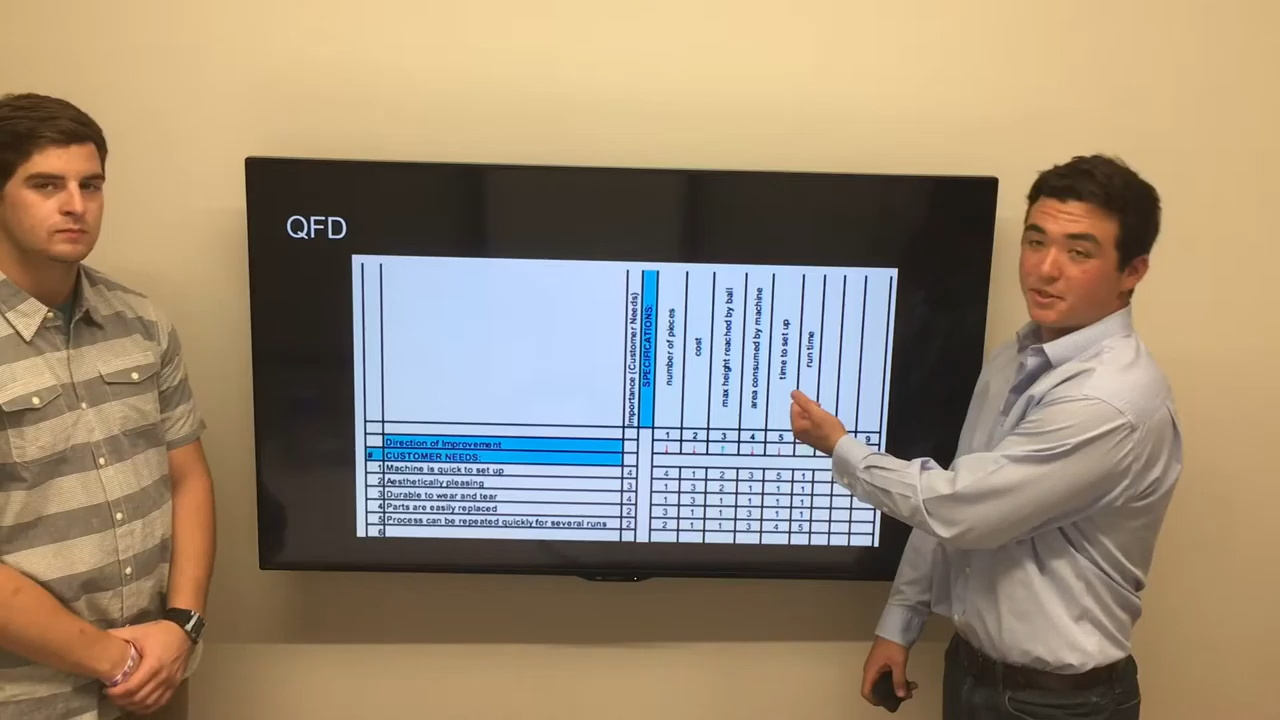 QFD
Importance (Customer Needs)
SPECIFICATIONS:
number of pieces
cost
max height reached by ball
area consumed by machine
time to set up
run time
1 2 3 4 5 9
Direction of Improvement ↓ ↓ ↑ ↓ ↓
# CUSTOMER NEEDS:
1 Machine is quick to set up 4 4 1 2 3 5 1
2 Aesthetically pleasing 3 1 3 2 1 1 1
3 Durable to wear and tear 4 1 3 1 1 1 1
4 Parts are easily replaced 2 3 1 1 3 1 1
5 Process can be repeated quickly for several runs 2 2 1 1 3 4 5
6